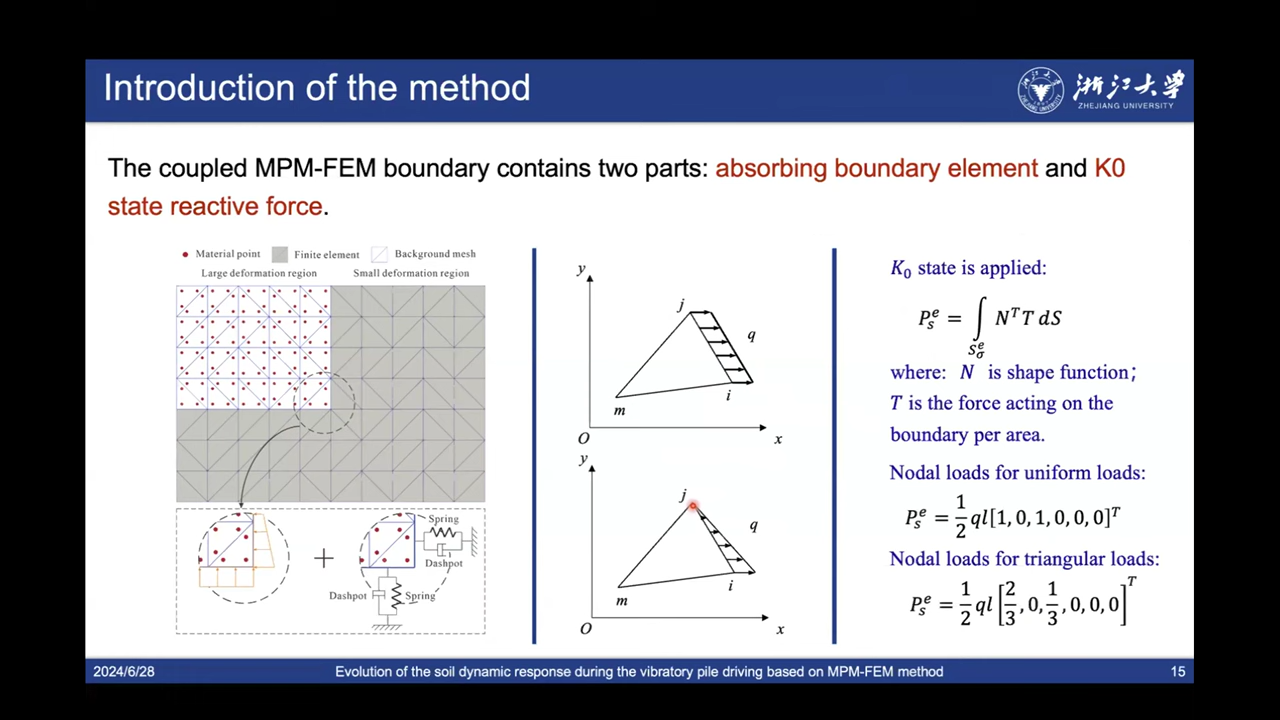 Introduction of the method
浙江大学
ZHEJIANG UNIVERSITY
The coupled MPM-FEM boundary contains two parts: absorbing boundary element and K0
state reactive force.
Material point
Finite element
Background mesh
Large deformation region
Small deformation region
Spring
Dashpot
Dashpot
Spring
+
y
j
q
i
m
O
x
y
j
q
i
m
O
x
K₀ state is applied:
Pₛᵉ = ∫_{S_σ^e} NᵀT dS
where: N is shape function;
T is the force acting on the
boundary per area.
Nodal loads for uniform loads:
Pₛᵉ = 1/2 ql[1, 0, 1, 0, 0, 0]ᵀ
Nodal loads for triangular loads:
Pₛᵉ = 1/2 ql[2/3, 0, 1/3, 0, 0, 0]ᵀ
2024/6/28
Evolution of the soil dynamic response during the vibratory pile driving based on MPM-FEM method
15